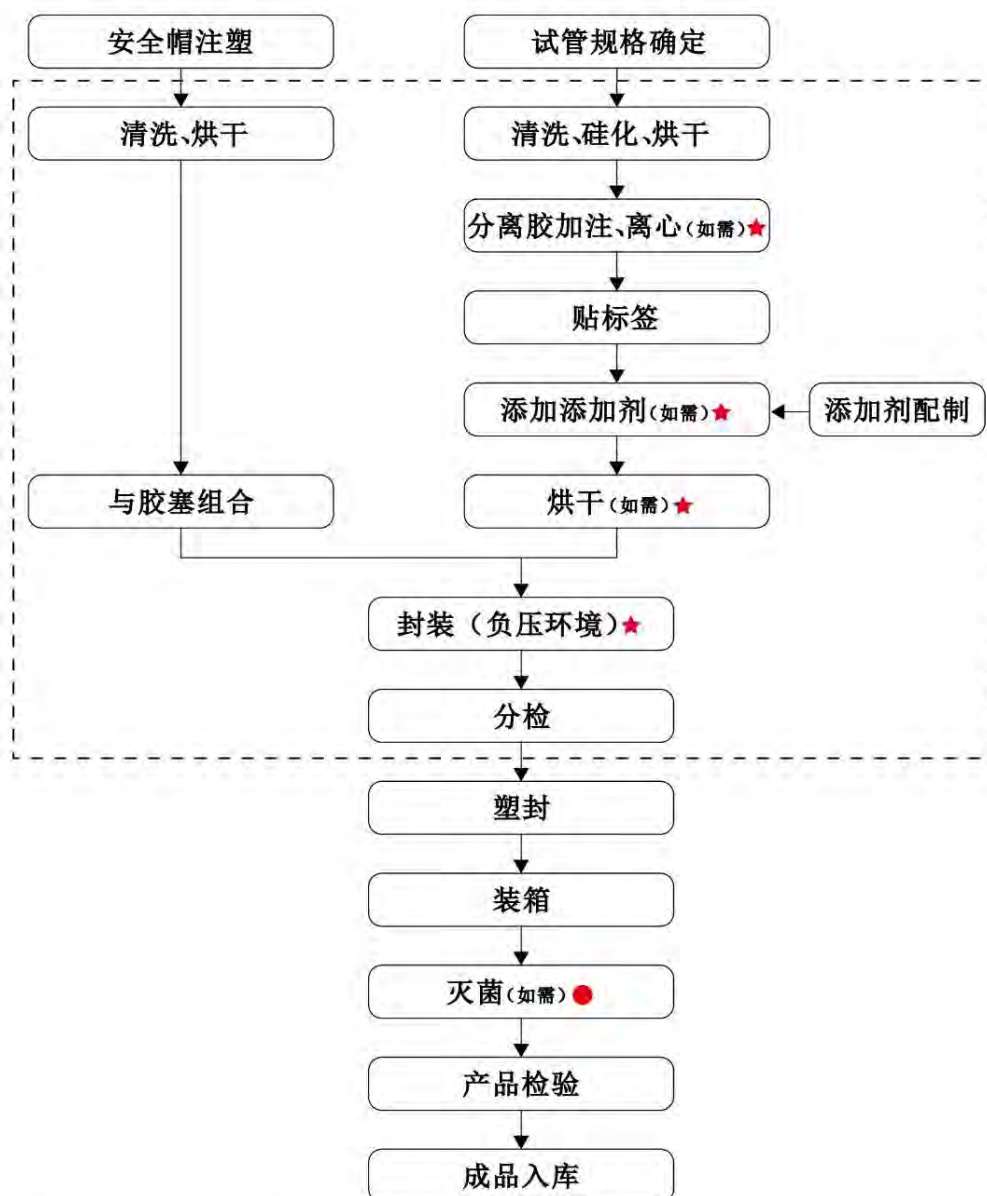 安全帽注塑
试管规格确定
清洗、烘干
清洗、硅化、烘干
分离胶加注、离心(如需)★
贴标签
添加添加剂(如需)★
添加剂配制
与胶塞组合
烘干(如需)★
封装（负压环境）★
分检
塑封
装箱
灭菌(如需)●
产品检验
成品入库